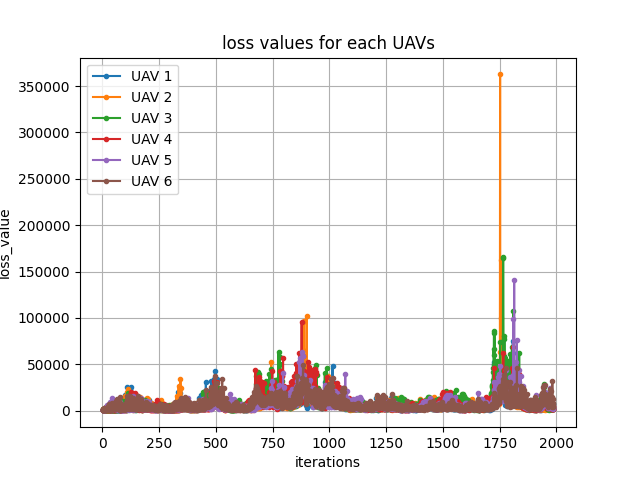 loss values for each UAVs
UAV 1
UAV 2
UAV 3
UAV 4
UAV 5
UAV 6
350000
300000
250000
200000
150000
100000
50000
0
loss_value
0 250 500 750 1000 1250 1500 1750 2000
iterations